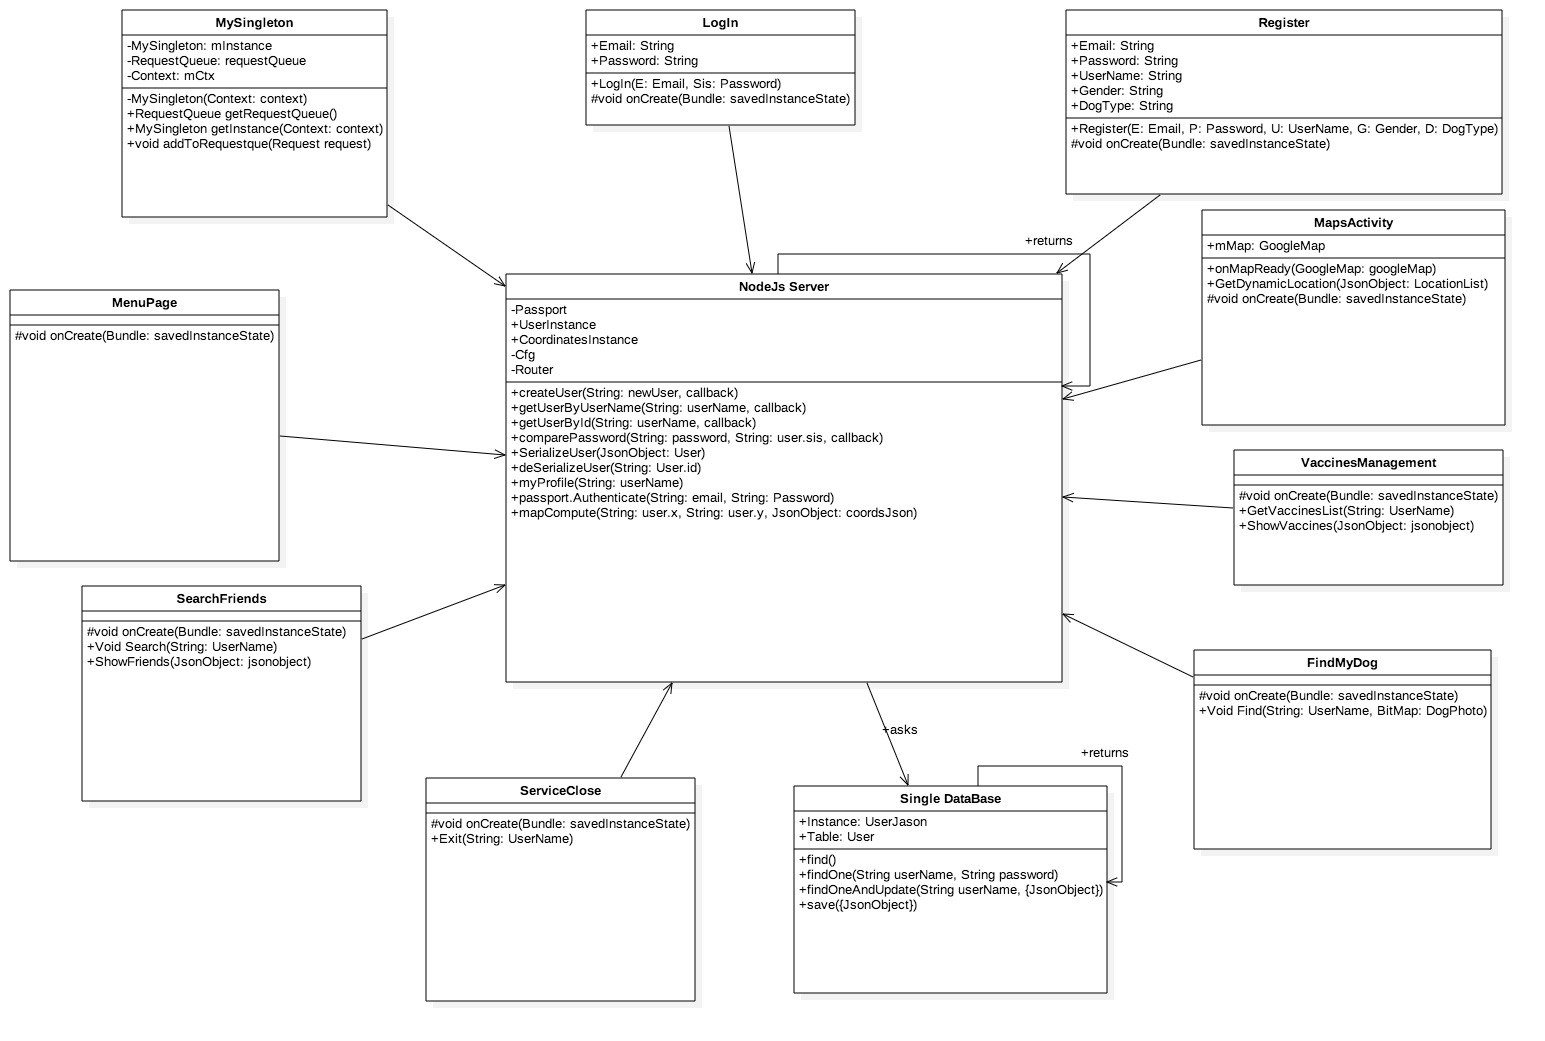 MySingleton
-MySingleton: mInstance
-RequestQueue: requestQueue
-Context: mCtx
-MySingleton(Context: context)
+RequestQueue getRequestQueue()
+MySingleton getInstance(Context: context)
+void addToRequestque(Request request)
LogIn
+Email: String
+Password: String
+LogIn(E: Email, Sis: Password)
#void onCreate(Bundle: savedInstanceState)
Register
+Email: String
+Password: String
+UserName: String
+Gender: String
+DogType: String
+Register(E: Email, P: Password, U: UserName, G: Gender, D: DogType)
#void onCreate(Bundle: savedInstanceState)
MapsActivity
+mMap: GoogleMap
+onMapReady(GoogleMap: googleMap)
+GetDynamicLocation(JsonObject: LocationList)
#void onCreate(Bundle: savedInstanceState)
+returns
NodeJs Server
-Passport
+UserInstance
+CoordinatesInstance
-Cfg
-Router
+createUser(String: newUser, callback)
+getUserByUserName(String: userName, callback)
+getUserById(String: userName, callback)
+comparePassword(String: password, String: user.sis, callback)
+SerializeUser(JsonObject: User)
+deSerializeUser(String: User.id)
+myProfile(String: userName)
+passport.Authenticate(String: email, String: Password)
+mapCompute(String: user.x, String: user.y, JsonObject: coordsJson)
MenuPage
#void onCreate(Bundle: savedInstanceState)
VaccinesManagement
#void onCreate(Bundle: savedInstanceState)
+GetVaccinesList(String: UserName)
+ShowVaccines(JsonObject: jsonobject)
SearchFriends
#void onCreate(Bundle: savedInstanceState)
+Void Search(String: UserName)
+ShowFriends(JsonObject: jsonobject)
FindMyDog
#void onCreate(Bundle: savedInstanceState)
+Void Find(String: UserName, BitMap: DogPhoto)
+asks
+returns
ServiceClose
#void onCreate(Bundle: savedInstanceState)
+Exit(String: UserName)
Single DataBase
+Instance: UserJason
+Table: User
+find()
+findOne(String userName, String password)
+findOneAndUpdate(String userName, {JsonObject})
+save({JsonObject})